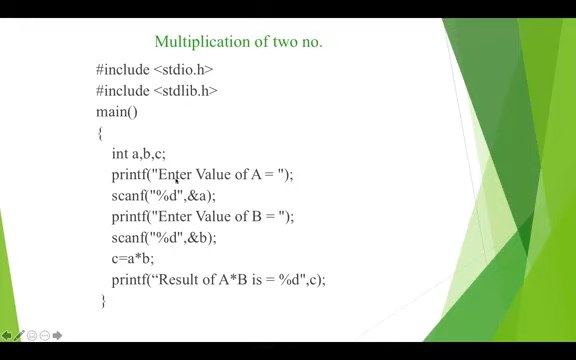 Multiplication of two no.
#include <stdio.h>
#include <stdlib.h>
main()
{
int a,b,c;
printf("Enter Value of A = ");
scanf("%d",&a);
printf("Enter Value of B = ");
scanf("%d",&b);
c=a*b;
printf(“Result of A*B is = %d",c);
}